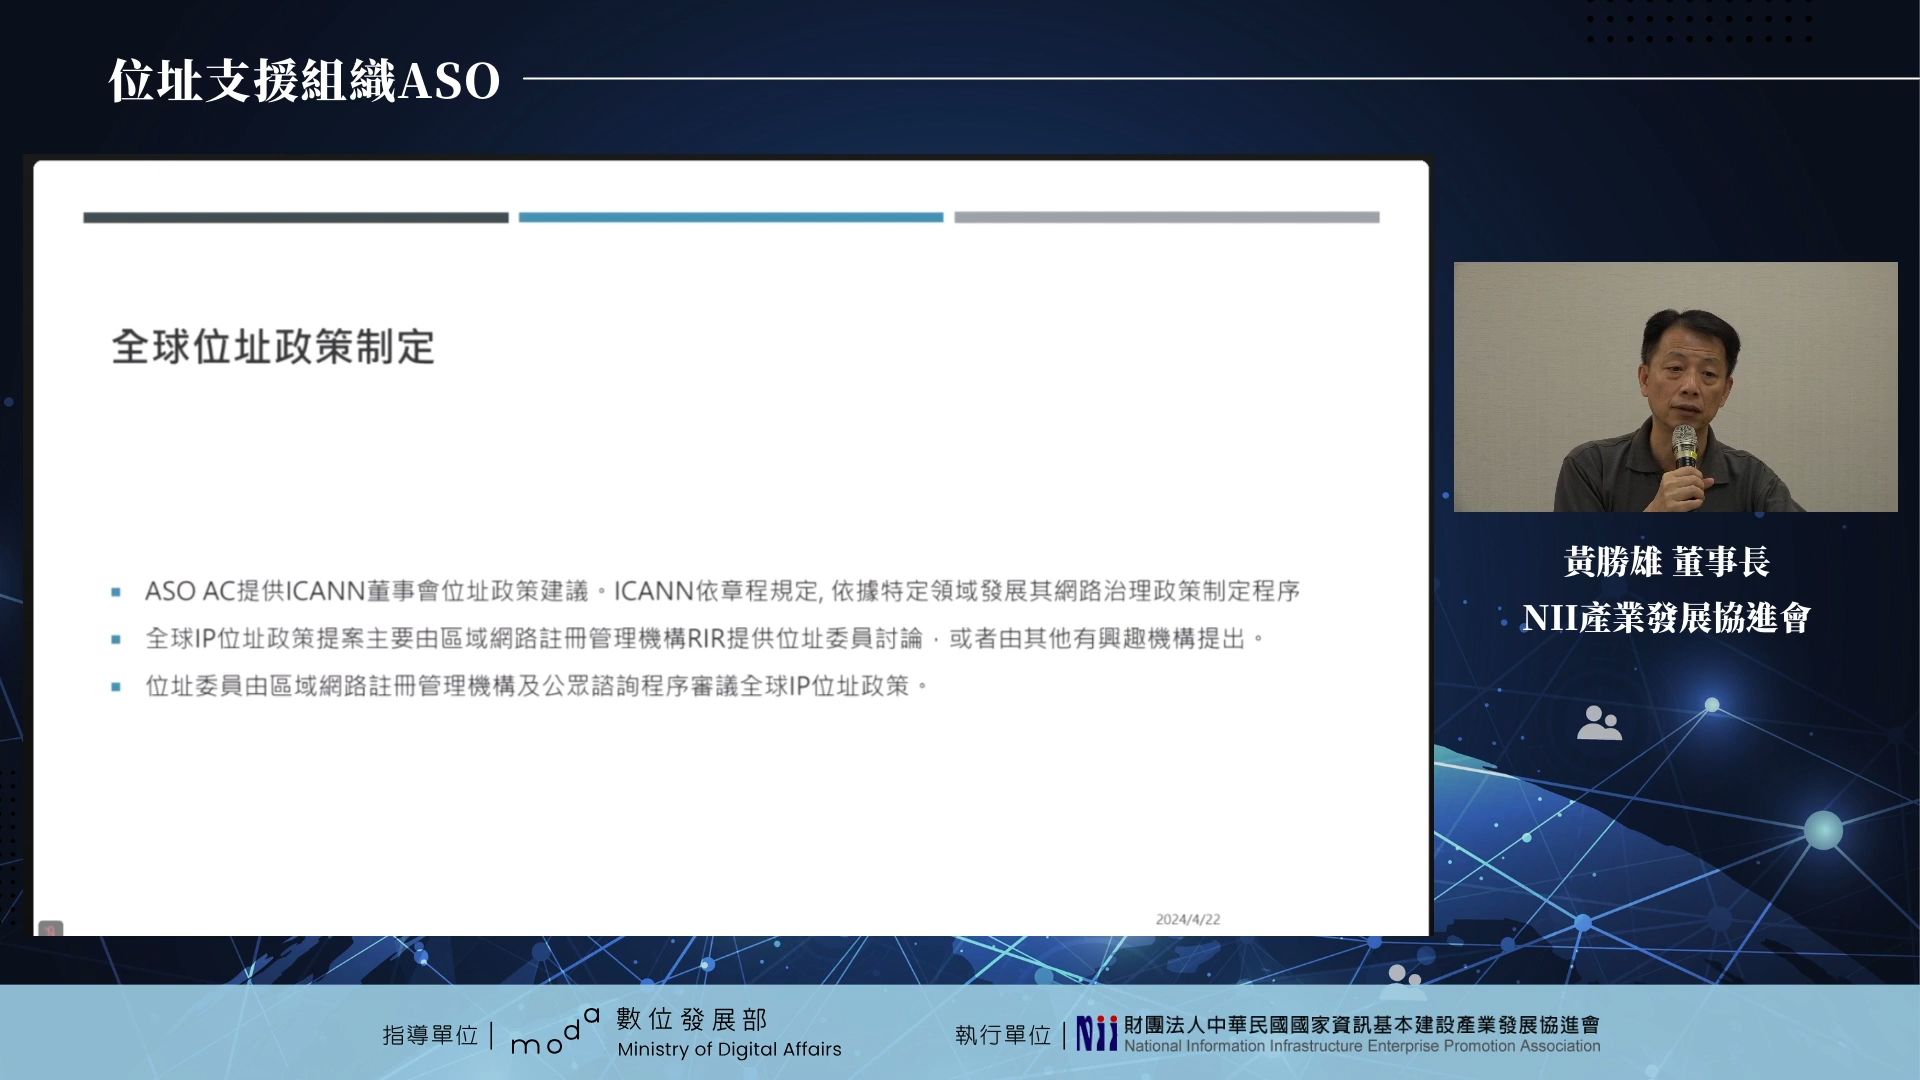 位址支援組織ASO
全球位址政策制定
ASO AC提供ICANN董事會位址政策建議。ICANN依章程規定, 依據特定領域發展其網路治理政策制定程序
全球IP位址政策提案主要由區域網路註冊管理機構RIR提供位址委員討論，或者由其他有興趣機構提出。
位址委員由區域網路註冊管理機構及公眾諮詢程序審議全球IP位址政策。
2024/4/22
黃勝雄 董事長
NII產業發展協進會
指導單位
moda
數位發展部
Ministry of Digital Affairs
執行單位
Nii
財團法人中華民國國家資訊基本建設產業發展協進會
National Information Infrastructure Enterprise Promotion Association